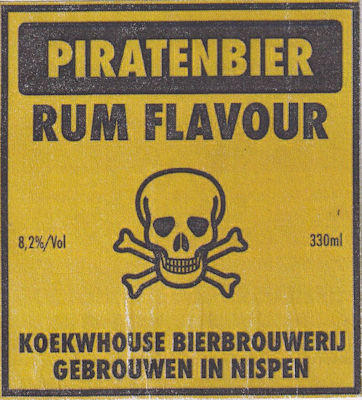 PIRATENBIER
RUM FLAVOUR
8,2%/Vol
330ml
KOEKWHOUSE BIERBROUWERIJ
GEBROUWEN IN NISPEN